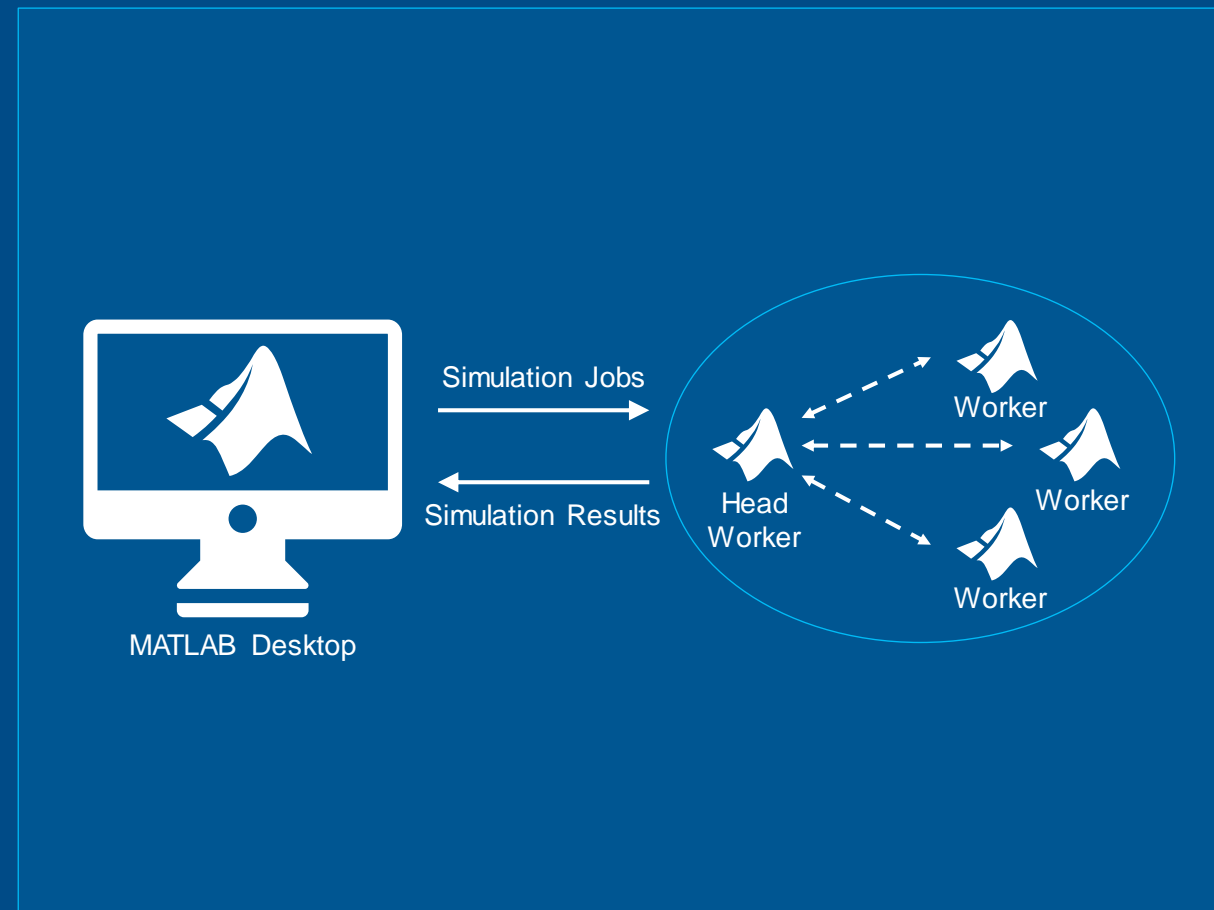 Simulation Jobs
Simulation Results
MATLAB Desktop
Head
Worker
Worker
Worker
Worker